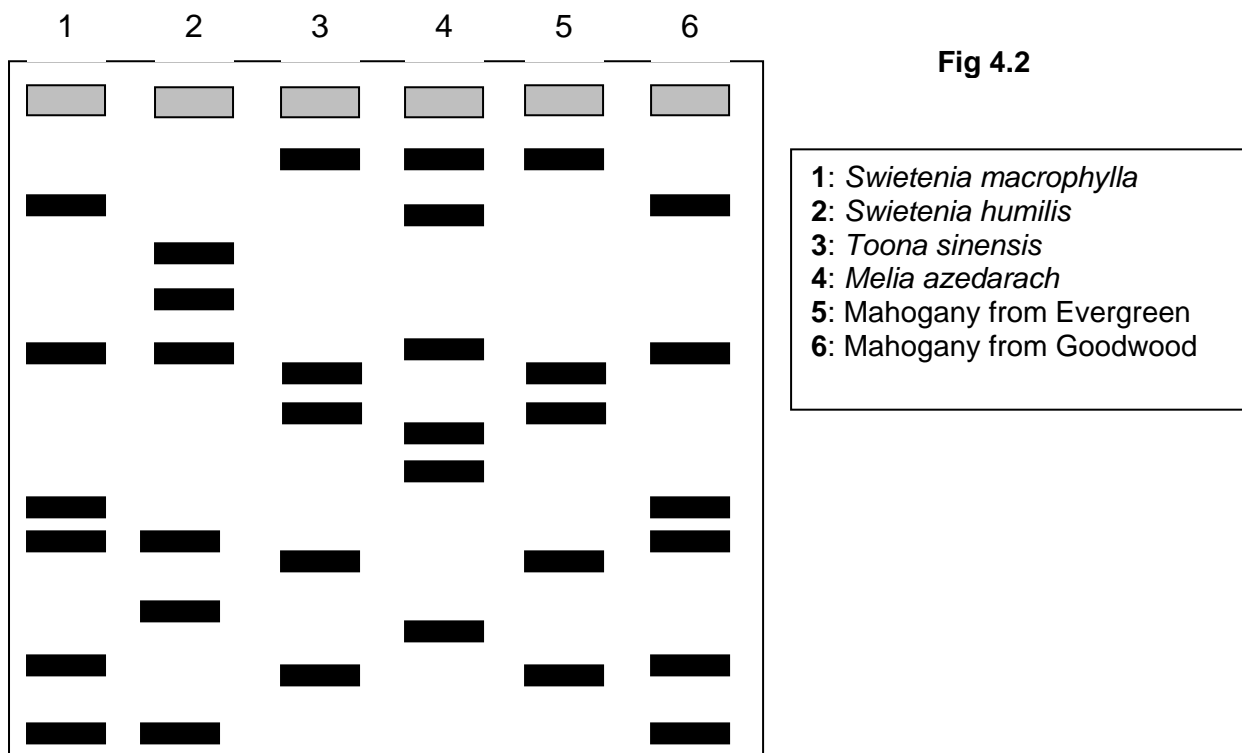 1 2 3 4 5 6
Fig 4.2
1: Swietenia macrophylla
2: Swietenia humilis
3: Toona sinensis
4: Melia azedarach
5: Mahogany from Evergreen
6: Mahogany from Goodwood